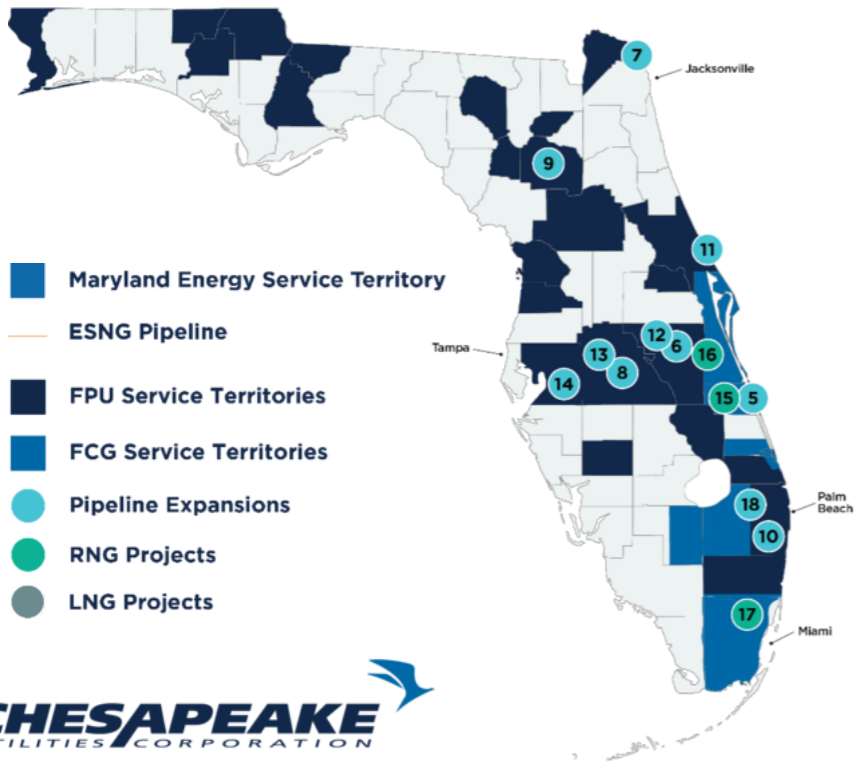 7
Jacksonville
9
11
Maryland Energy Service Territory
ESNG Pipeline
Tampa
12
6
16
13
8
14
15
5
FPU Service Territories
FCG Service Territories
Pipeline Expansions
18
Palm
Beach
10
RNG Projects
LNG Projects
17
Miami
CHESAPEAKE
UTILITIES CORPORATION